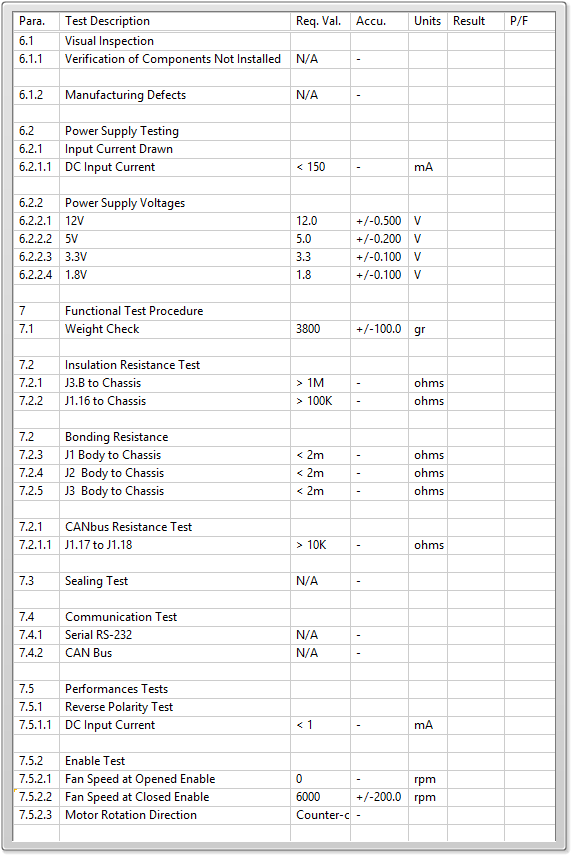 Para. Test Description Req. Val. Accu. Units Result P/F
6.1 Visual Inspection
6.1.1 Verification of Components Not Installed N/A -
6.1.2 Manufacturing Defects N/A -
6.2 Power Supply Testing
6.2.1 Input Current Drawn
6.2.1.1 DC Input Current < 150 - mA
6.2.2 Power Supply Voltages
6.2.2.1 12V 12.0 +/-0.500 V
6.2.2.2 5V 5.0 +/-0.200 V
6.2.2.3 3.3V 3.3 +/-0.100 V
6.2.2.4 1.8V 1.8 +/-0.100 V
7 Functional Test Procedure
7.1 Weight Check 3800 +/-100.0 gr
7.2 Insulation Resistance Test
7.2.1 J3.B to Chassis > 1M - ohms
7.2.2 J1.16 to Chassis > 100K - ohms
7.2 Bonding Resistance
7.2.3 J1 Body to Chassis < 2m - ohms
7.2.4 J2 Body to Chassis < 2m - ohms
7.2.5 J3 Body to Chassis < 2m - ohms
7.2.1 CANbus Resistance Test
7.2.1.1 J1.17 to J1.18 > 10K - ohms
7.3 Sealing Test N/A -
7.4 Communication Test
7.4.1 Serial RS-232 N/A -
7.4.2 CAN Bus N/A -
7.5 Performances Tests
7.5.1 Reverse Polarity Test
7.5.1.1 DC Input Current < 1 - mA
7.5.2 Enable Test
7.5.2.1 Fan Speed at Opened Enable 0 - rpm
7.5.2.2 Fan Speed at Closed Enable 6000 +/-200.0 rpm
7.5.2.3 Motor Rotation Direction Counter-c -